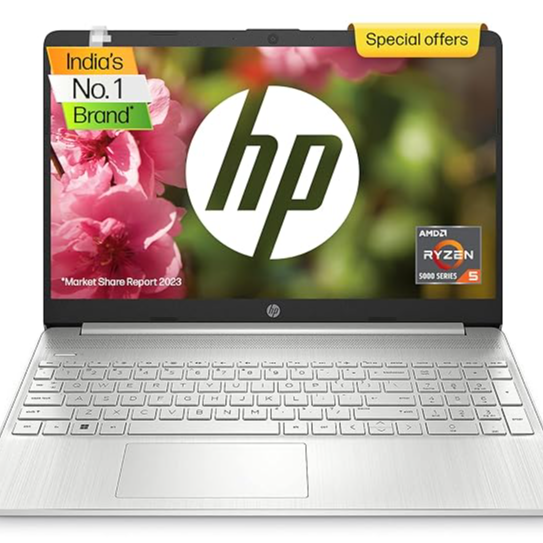 Special offers
India's
No. 1
Brand*
hp
AMD
RYZEN
5000 SERIES 5
*Market Share Report 2023
hp